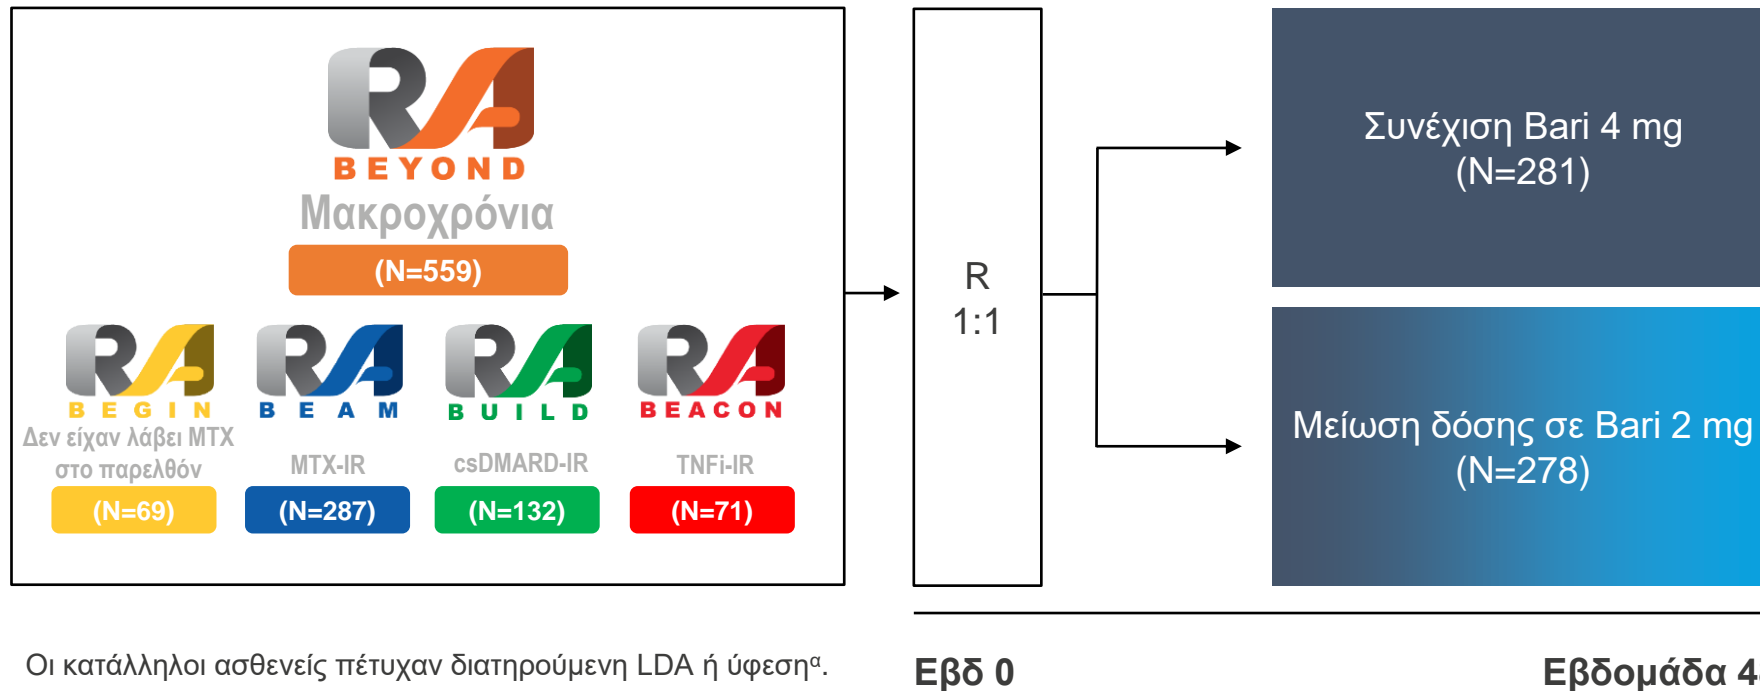 RA
BEYOND
Μακροχρόνια
(N=559)
RA
BEGIN
Δεν είχαν λάβει MTX
στο παρελθόν
(N=69)
RA
BEAM
MTX-IR
(N=287)
RA
BUILD
csDMARD-IR
(N=132)
RA
BEACON
TNFi-IR
(N=71)
R
1:1
Συνέχιση Bari 4 mg
(N=281)
Μείωση δόσης σε Bari 2 mg
(N=278)
Οι κατάλληλοι ασθενείς πέτυχαν διατηρούμενη LDA ή ύφεσηα.
Εβδ 0
Εβδομάδα 4